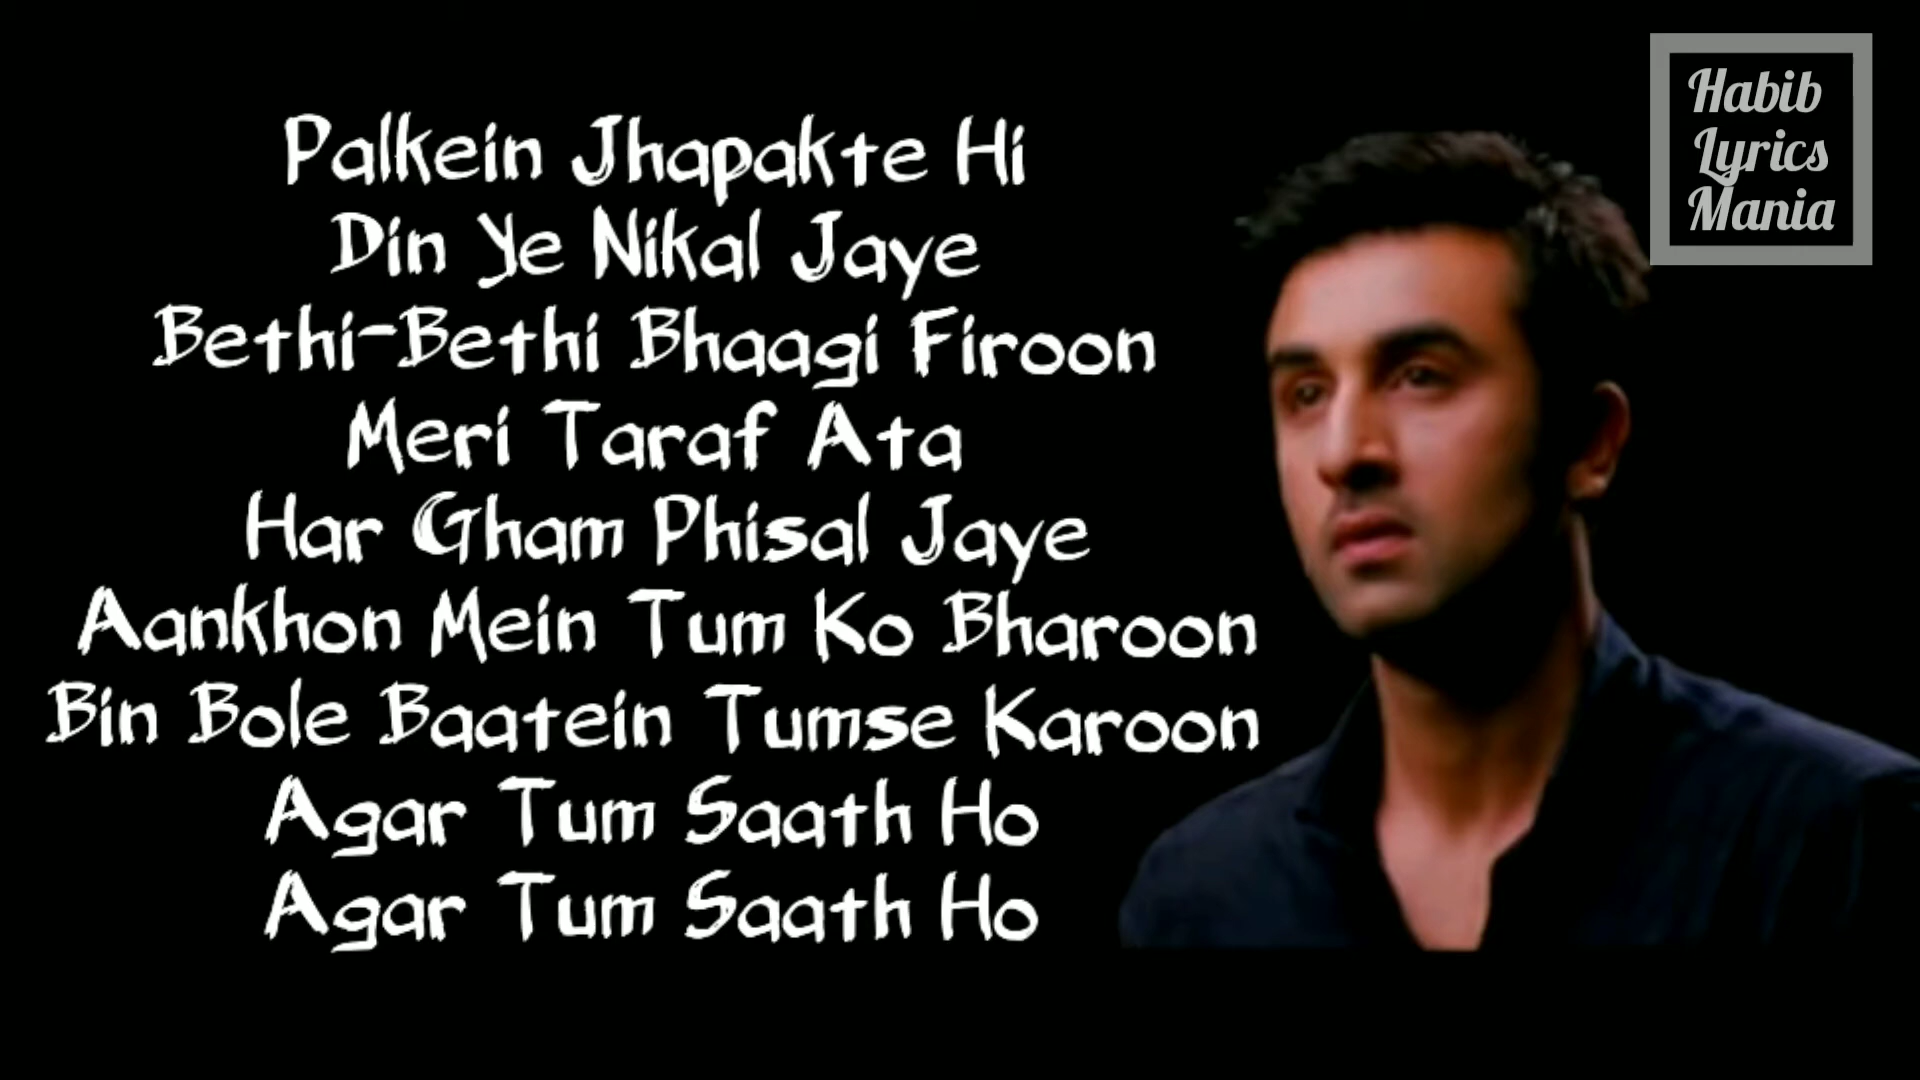 Palkein Jhapakte Hi
Din Ye Nikal Jaye
Bethi-Bethi Bhaagi Firoon
Meri Taraf Ata
Har Gham Phisal Jaye
Aankhon Mein Tum Ko Bharoon
Bin Bole Baatein Tumse Karoon
Agar Tum Saath Ho
Agar Tum Saath Ho
Habib
Lyrics
Mania